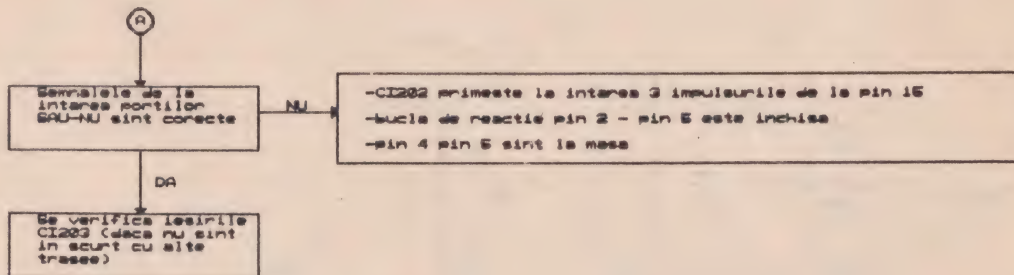 A
Semnalele de la
intarea portilor
SAU-NU sint corecte
NU
-CI202 primeste la intarea 3 impulsurile de la pin 15
-bucla de reactie pin 2 - pin 6 este inchisa
-pin 4 pin 5 sint la masa
DA
Se verifica iesirile
CI203 (daca nu sint
in scurt cu alte
trasee)